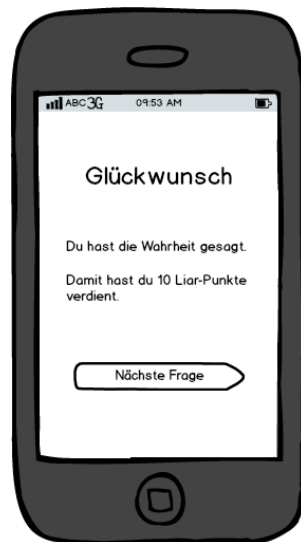 ABC 3G 09:53 AM
Glückwunsch
Du hast die Wahrheit gesagt.
Damit hast du 10 Liar-Punkte
verdient.
Nächste Frage